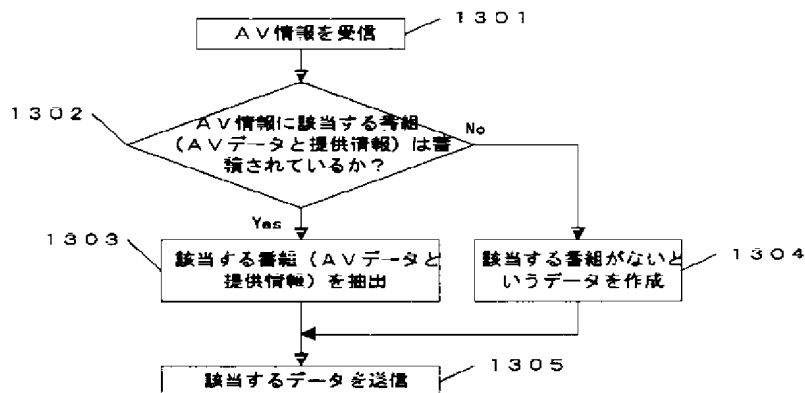 AV情報を受信
1301
1302
AV情報に該当する番組
(AVデータと提供情報)は蓄
積されているか?
No
Yes
1303
該当する番組(AVデータと
提供情報)を抽出
該当する番組がないと
いうデータを作成
1304
該当するデータを送信
1305